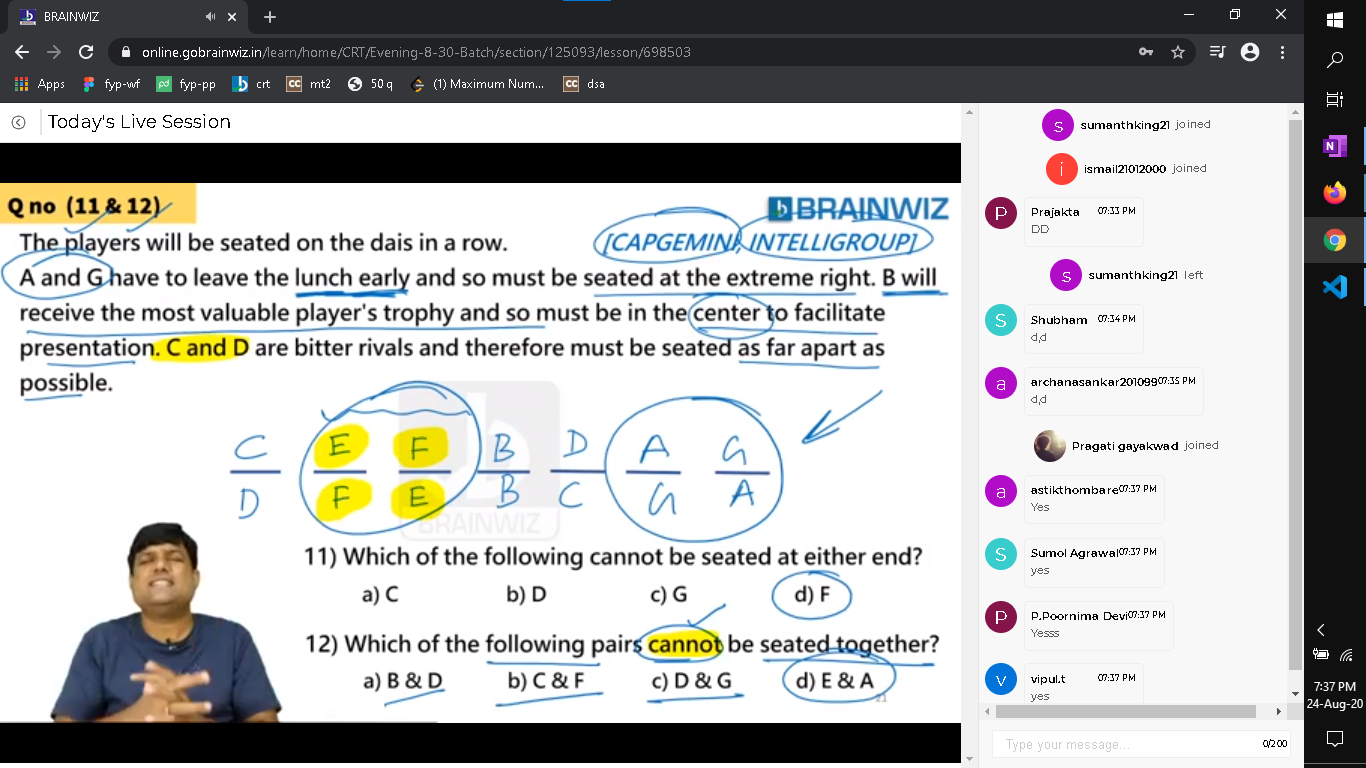 BRAINWIZ
online.gobrainwiz.in/learn/home/CRT/Evening-8-30-Batch/section/125093/lesson/698503
Apps fyp-wf fyp-pp crt CC mt2 50 q (1) Maximum Num... CC dsa
Today's Live Session
Q no (11 & 12)
BRAINWIZ
The players will be seated on the dais in a row. [CAPGEMINI, INTELLIGROUP]
A and G have to leave the lunch early and so must be seated at the extreme right. B will
receive the most valuable player's trophy and so must be in the center to facilitate
presentation. C and D are bitter rivals and therefore must be seated as far apart as
possible.
C E F B D A G
D F E B C G A
BRAINWIZ
11) Which of the following cannot be seated at either end?
a) C b) D c) G d) F
12) Which of the following pairs cannot be seated together?
a) B & D b) C & F c) D & G d) E & A
s sumanthking21 joined
i ismail21012000 joined
P Prajakta 07:33 PM
DD
s sumanthking21 left
S Shubham 07:34 PM
d,d
a archanasankar201099 07:35 PM
d,d
Pragati gayakwad joined
a astikthombare 07:37 PM
Yes
S Sumol Agrawal 07:37 PM
yes
P P.Poornima Devi 07:37 PM
Yesss
v vipul.t 07:37 PM
yes
Type your message... 0/200
N
7:37 PM
24-Aug-20